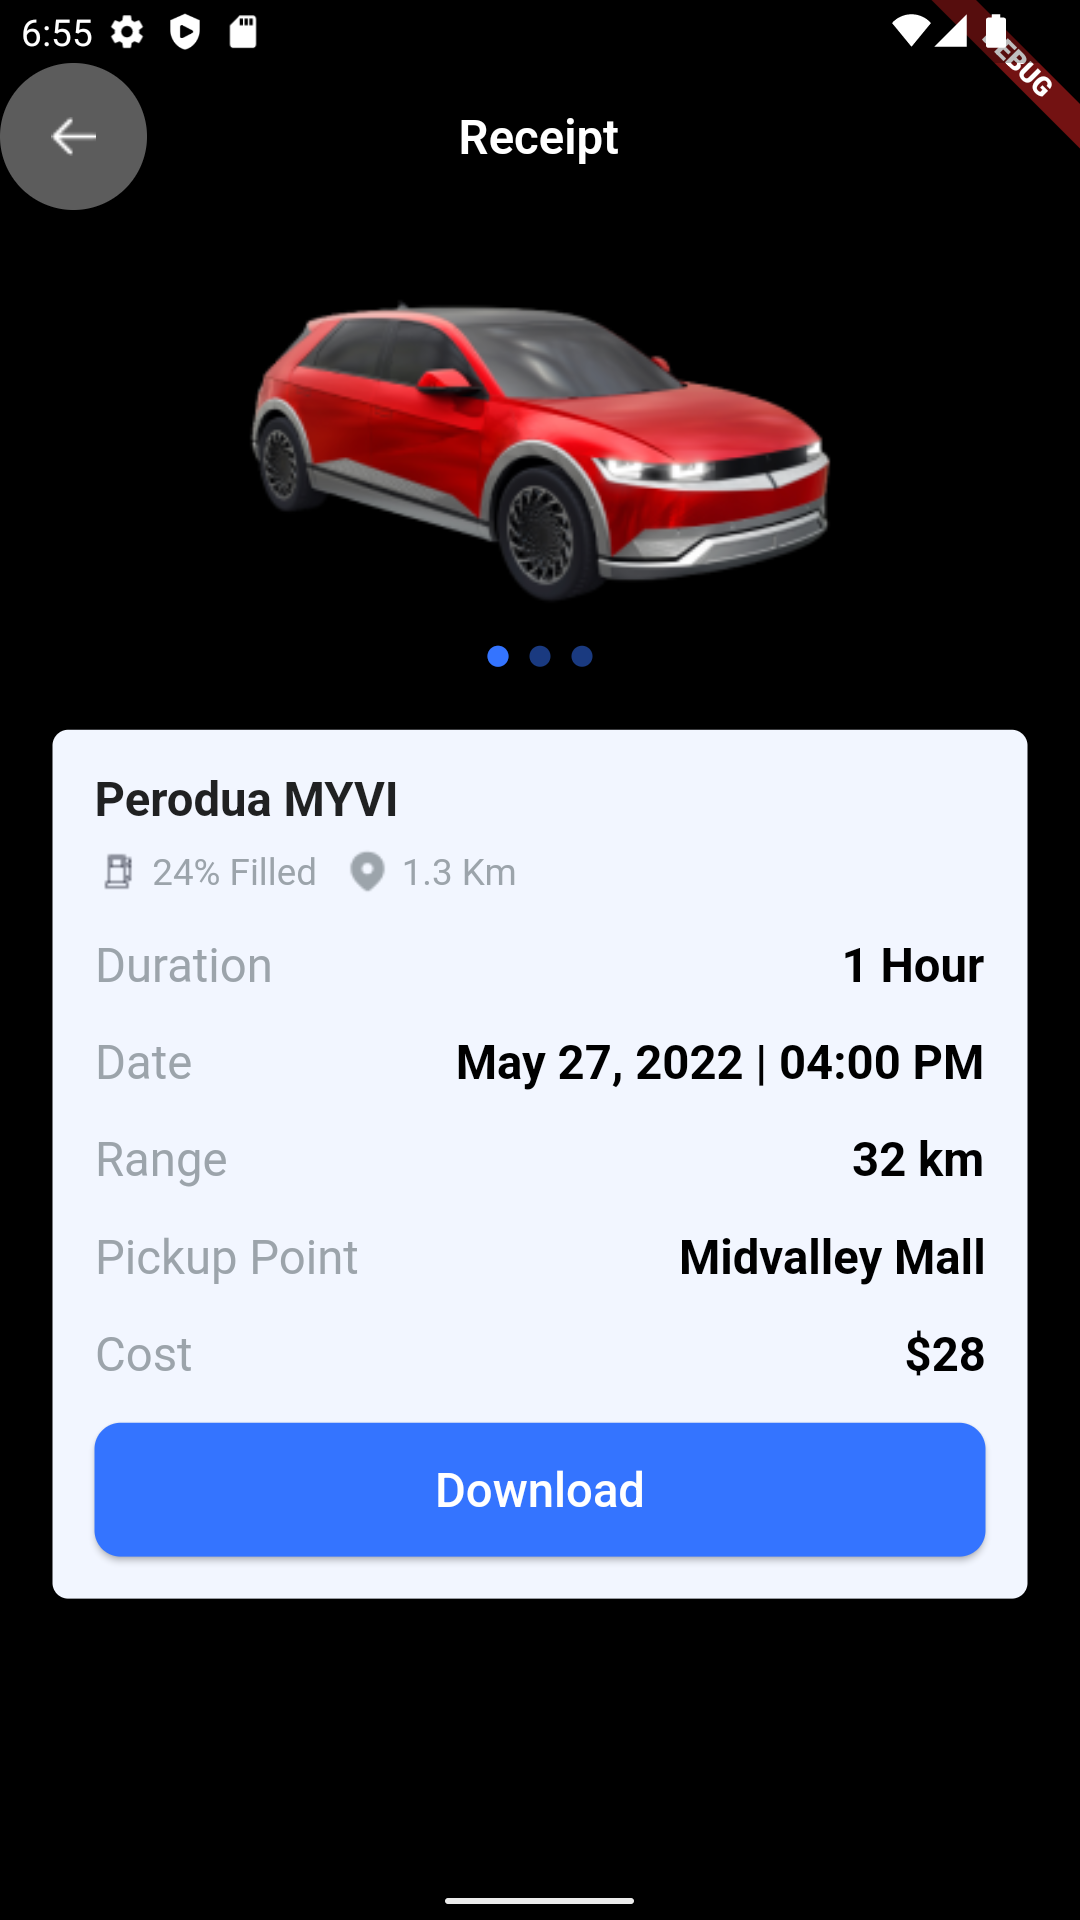 6:55
DEBUG
Receipt
Perodua MYVI
24% Filled 1.3 Km
Duration 1 Hour
Date May 27, 2022 | 04:00 PM
Range 32 km
Pickup Point Midvalley Mall
Cost $28
Download